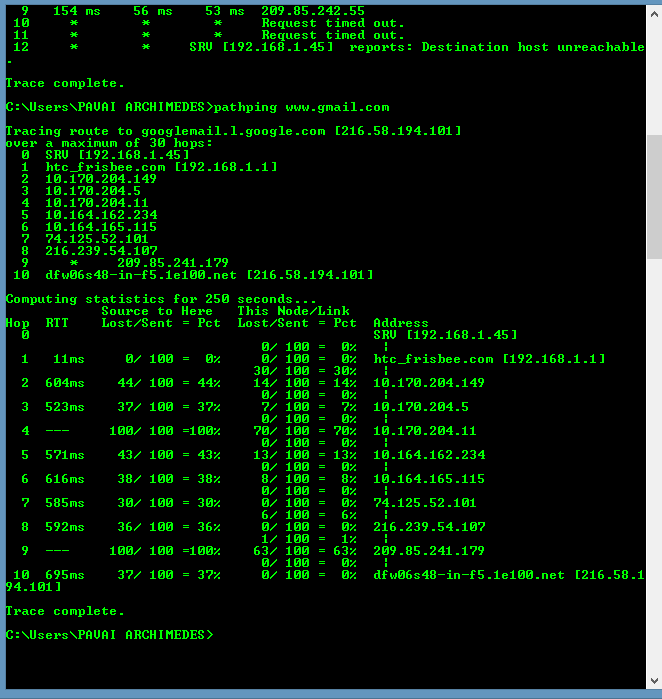 9   154 ms    56 ms    53 ms  209.85.242.55
 10     *        *        *     Request timed out.
 11     *        *        *     Request timed out.
 12     *        *     SRV [192.168.1.45]  reports: Destination host unreachable
.
Trace complete.
C:\Users\PAVAI ARCHIMEDES>pathping www.gmail.com
Tracing route to googlemail.l.google.com [216.58.194.101]
over a maximum of 30 hops:
  0  SRV [192.168.1.45]
  1  htc_frisbee.com [192.168.1.1]
  2  10.170.204.149
  3  10.170.204.5
  4  10.170.204.11
  5  10.164.162.234
  6  10.164.165.115
  7  74.125.52.101
  8  216.239.54.107
  9     *     209.85.241.179
 10  dfw06s48-in-f5.1e100.net [216.58.194.101]
Computing statistics for 250 seconds...
            Source to Here   This Node/Link
Hop  RTT    Lost/Sent = Pct  Lost/Sent = Pct  Address
  0                                           SRV [192.168.1.45]
                                0/ 100 =  0%   |
  1   11ms     0/ 100 =  0%     0/ 100 =  0%  htc_frisbee.com [192.168.1.1]
                               30/ 100 = 30%   |
  2  604ms    44/ 100 = 44%    14/ 100 = 14%  10.170.204.149
                                0/ 100 =  0%   |
  3  523ms    37/ 100 = 37%     7/ 100 =  7%  10.170.204.5
                                0/ 100 =  0%   |
  4  ---     100/ 100 =100%    70/ 100 = 70%  10.170.204.11
                                0/ 100 =  0%   |
  5  571ms    43/ 100 = 43%    13/ 100 = 13%  10.164.162.234
                                0/ 100 =  0%   |
  6  616ms    38/ 100 = 38%     8/ 100 =  8%  10.164.165.115
                                0/ 100 =  0%   |
  7  585ms    30/ 100 = 30%     0/ 100 =  0%  74.125.52.101
                                6/ 100 =  6%   |
  8  592ms    36/ 100 = 36%     0/ 100 =  0%  216.239.54.107
                                1/ 100 =  1%   |
  9  ---     100/ 100 =100%    63/ 100 = 63%  209.85.241.179
                                0/ 100 =  0%   |
 10  695ms    37/ 100 = 37%     0/ 100 =  0%  dfw06s48-in-f5.1e100.net [216.58.1
94.101]
Trace complete.
C:\Users\PAVAI ARCHIMEDES>